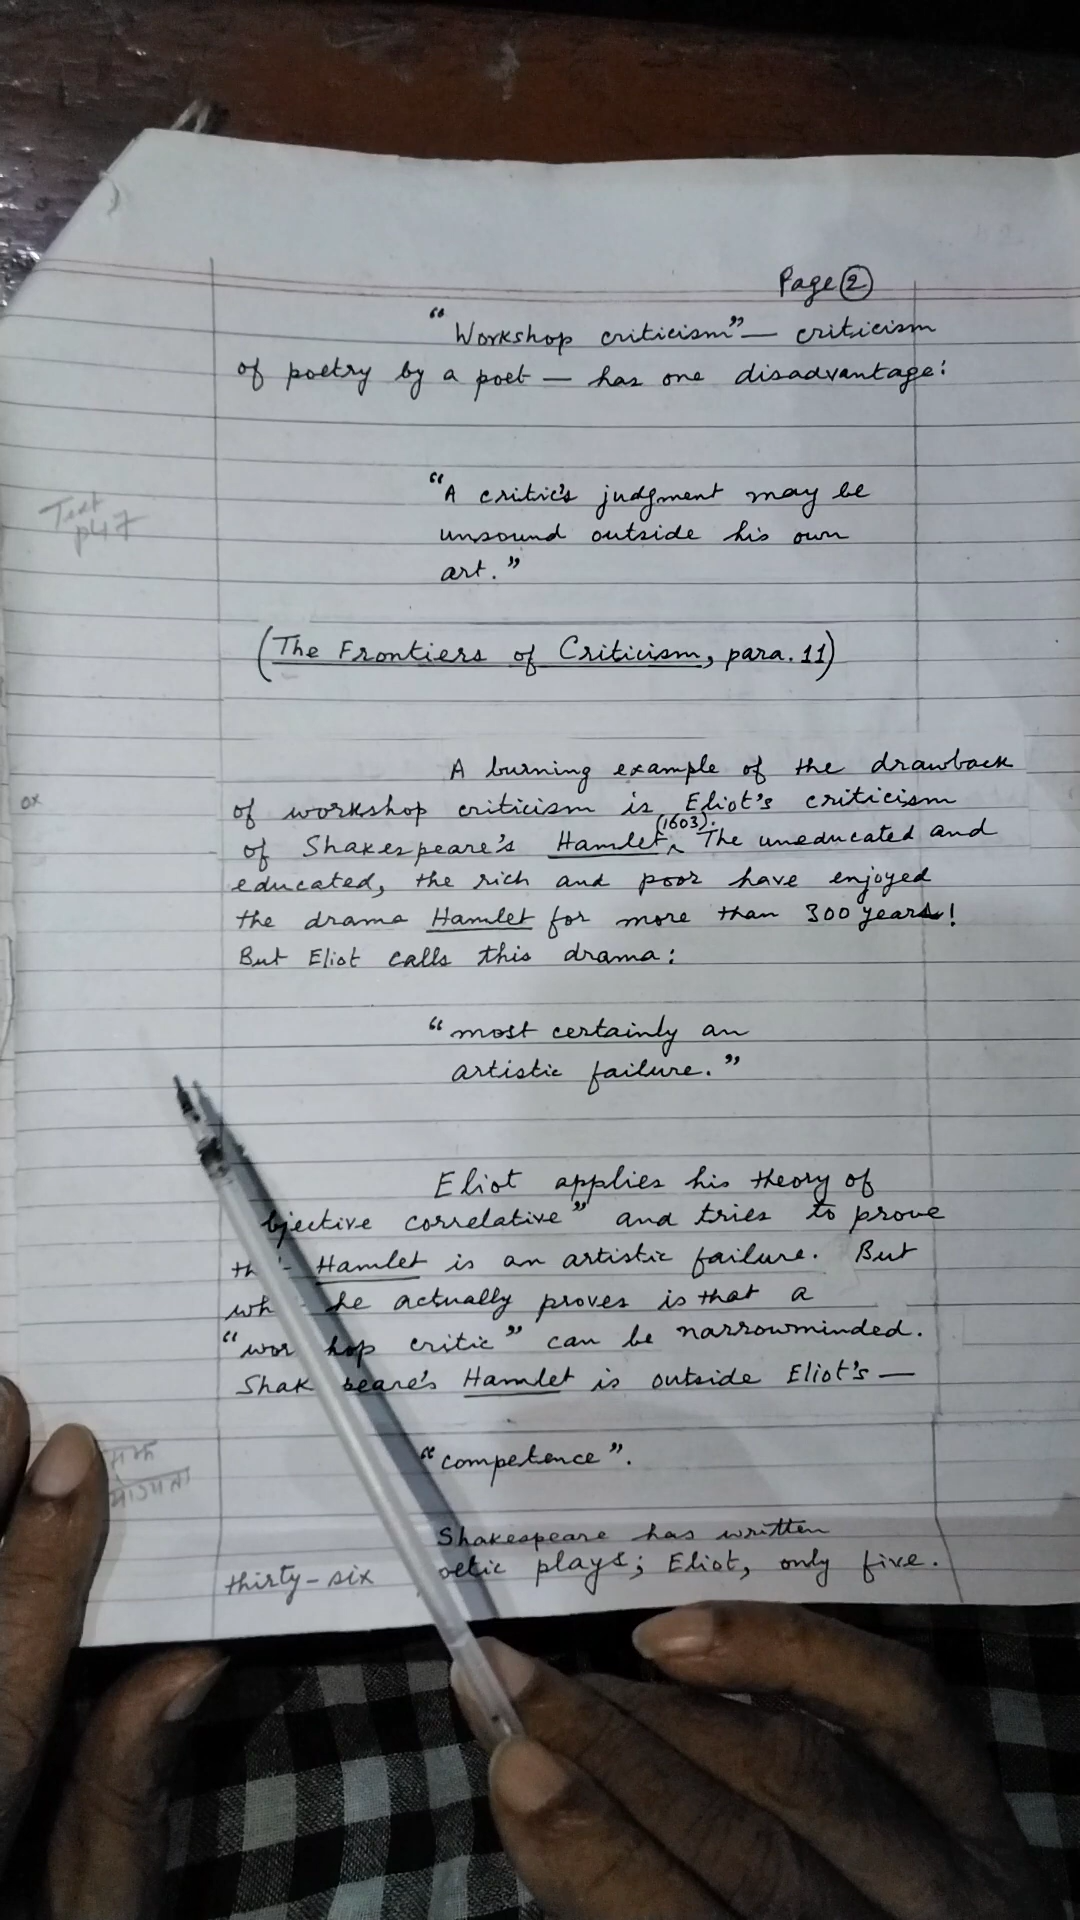 Page 2
"Workshop criticism" — criticism
of poetry by a poet — has one disadvantage:
"A critic's judgment may be
Text
p47
unsound outside his own
art."
(The Frontiers of Criticism, para. 11)
A burning example of the drawback
of workshop criticism is Eliot's criticism
of Shakespeare's Hamlet (1603). The uneducated and
educated, the rich and poor have enjoyed
the drama Hamlet for more than 300 years!
But Eliot calls this drama:
"most certainly an
artistic failure."
Eliot applies his theory of
bjective correlative" and tries to prove
Hamlet is an artistic failure. But
he actually proves is that a
"wor hop critic" can be narrowminded.
Shak peare's Hamlet is outside Eliot's —
"competence".
Shakespeare has written
thirty-six oetic plays; Eliot, only five.